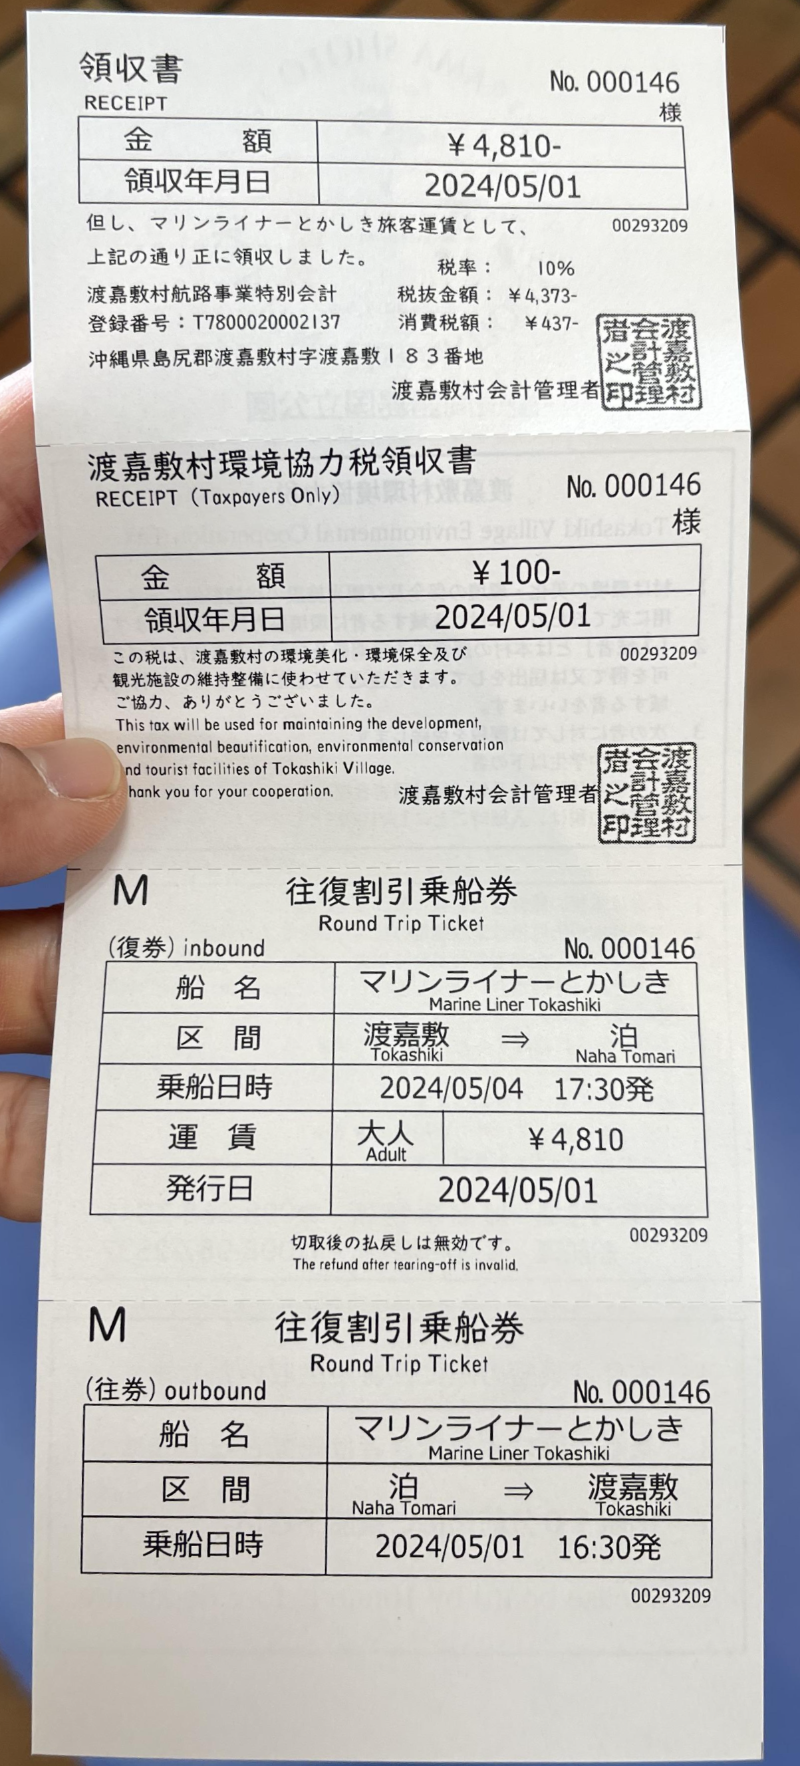 領収書
RECEIPT
No. 000146
様
金 額 ¥4,810-
領収年月日 2024/05/01
但し、マリンライナーとかしき旅客運賃として、
上記の通り正に領収しました。
00293209
税率： 10%
渡嘉敷村航路事業特別会計 税抜金額： ¥4,373-
登録番号：T7800020002137 消費税額： ¥437-
沖縄県島尻郡渡嘉敷村字渡嘉敷１８３番地
渡嘉敷村会計管理者
渡嘉敷村
会計管理
者之印
渡嘉敷村環境協力税領収書
RECEIPT (Taxpayers Only)
No. 000146
様
金 額 ¥100-
領収年月日 2024/05/01
この税は、渡嘉敷村の環境美化・環境保全及び
観光施設の維持整備に使わせていただきます。
ご協力、ありがとうございました。
00293209
This tax will be used for maintaining the development,
environmental beautification, environmental conservation
nd tourist facilities of Tokashiki Village.
hank you for your cooperation.
渡嘉敷村会計管理者
渡嘉敷村
会計管理
者之印
M 往復割引乗船券
Round Trip Ticket
(復券) inbound No. 000146
船 名 マリンライナーとかしき
Marine Liner Tokashiki
区 間 渡嘉敷 ⇒ 泊
Tokashiki Naha Tomari
乗船日時 2024/05/04 17:30発
運 賃 大人 ¥4,810
Adult
発行日 2024/05/01
切取後の払戻しは無効です。
The refund after tearing-off is invalid.
00293209
M 往復割引乗船券
Round Trip Ticket
(往券) outbound No. 000146
船 名 マリンライナーとかしき
Marine Liner Tokashiki
区 間 泊 ⇒ 渡嘉敷
Naha Tomari Tokashiki
乗船日時 2024/05/01 16:30発
00293209